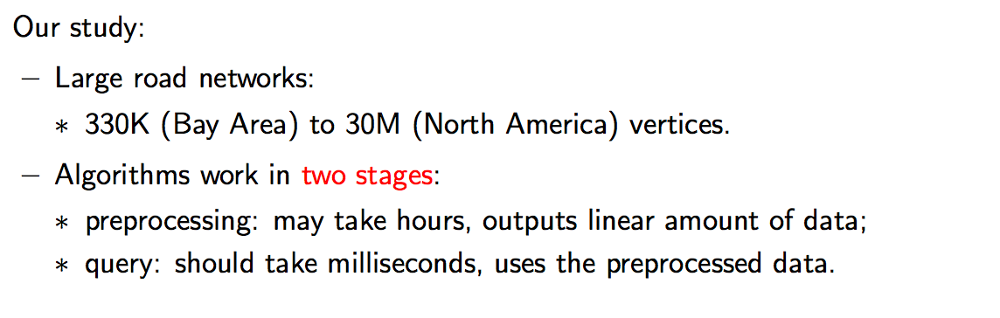 Our study:
– Large road networks:
∗ 330K (Bay Area) to 30M (North America) vertices.
– Algorithms work in two stages:
∗ preprocessing: may take hours, outputs linear amount of data;
∗ query: should take milliseconds, uses the preprocessed data.